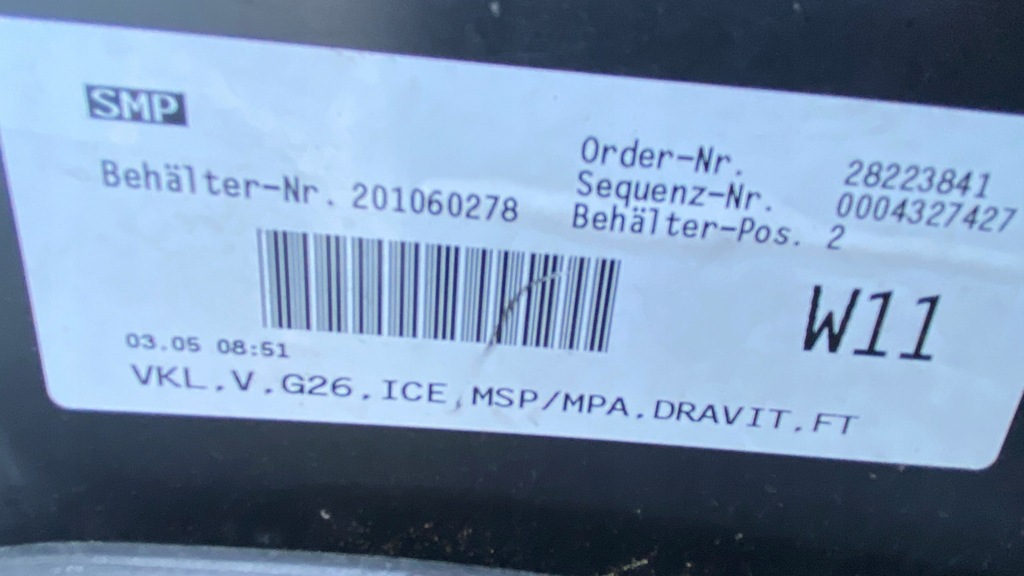 SMP
Behälter-Nr. 201060278
Order-Nr. 28223841
Sequenz-Nr. 0004327427
Behälter-Pos. 2
W11
03.05 08:51
VKL.V.G26.ICE,MSP/MPA.DRAVIT.FT